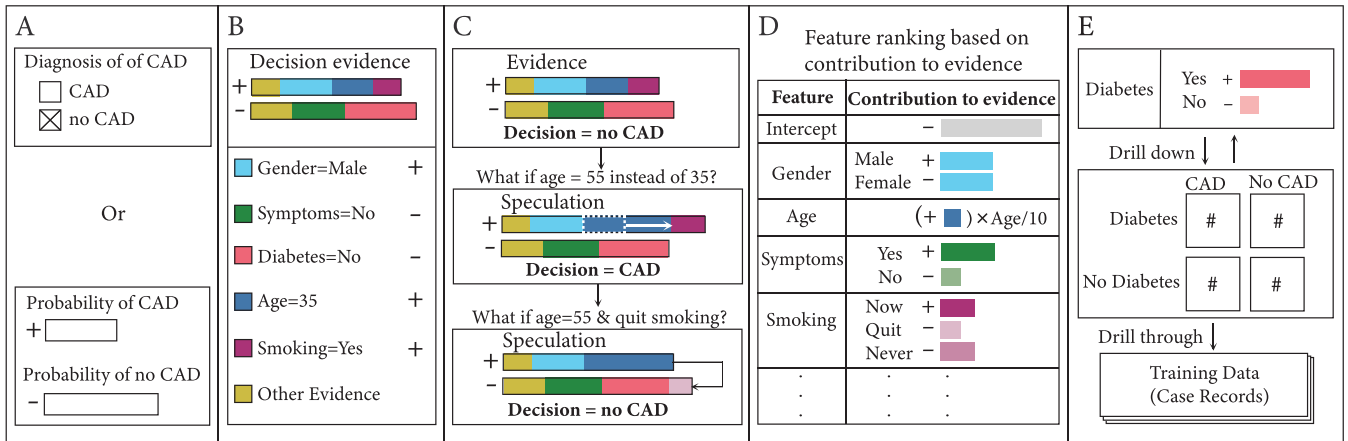 A
Diagnosis of of CAD
CAD
no CAD
Or
Probability of CAD
+
Probability of no CAD
−
B
Decision evidence
+
−
Gender=Male +
Symptoms=No −
Diabetes=No −
Age=35 +
Smoking=Yes +
Other Evidence
C
Evidence
+
−
Decision = no CAD
What if age = 55 instead of 35?
Speculation
+
−
Decision = CAD
What if age=55 & quit smoking?
Speculation
+
−
Decision = no CAD
D
Feature ranking based on
contribution to evidence
Feature Contribution to evidence
Intercept −
Gender
Male +
Female −
Age (+ ) × Age/10
Symptoms
Yes +
No −
Smoking
Now +
Quit −
Never −
. . .
. . .
. . .
E
Diabetes
Yes +
No −
Drill down
CAD No CAD
Diabetes # #
No Diabetes # #
Drill through
Training Data
(Case Records)